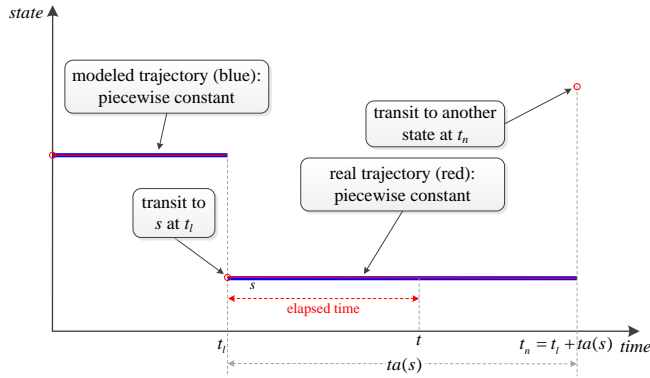 state
modeled trajectory (blue):
piecewise constant
transit to another
state at tₙ
real trajectory (red):
piecewise constant
transit to
s at tₗ
s
elapsed time
tₗ
t
tₙ = tₗ + ta(s)
time
ta(s)